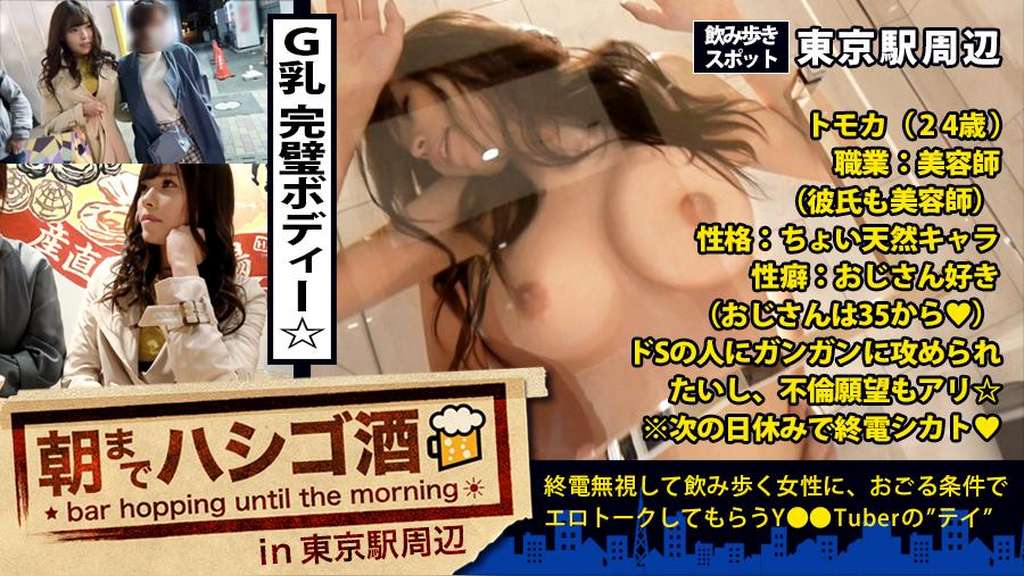 産直
G乳 完璧ボディー☆
飲み歩き
スポット
東京駅周辺
トモカ（24歳）
職業：美容師
（彼氏も美容師）
性格：ちょい天然キャラ
性癖：おじさん好き
（おじさんは35から♥）
ドSの人にガンガンに攻められ
たいし、不倫願望もアリ☆
※次の日休みで終電シカト♥
朝までハシゴ酒
★ bar hopping until the morning ☀
in 東京駅周辺
終電無視して飲み歩く女性に、おごる条件で
エロトークしてもらうY●●Tuberの”テイ”